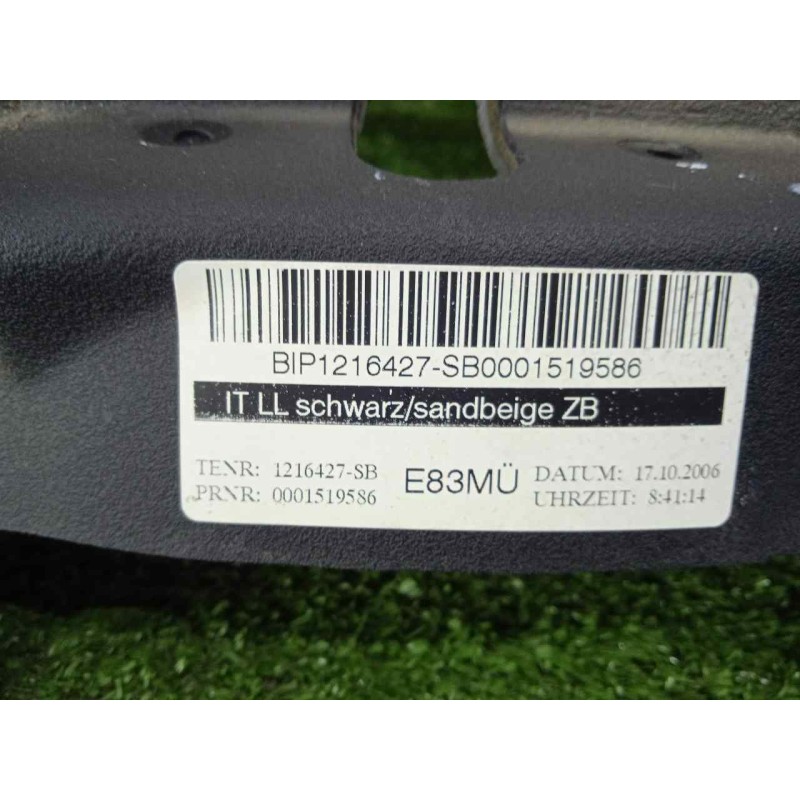 BIP1216427-SB0001519586
IT LL schwarz/sandbeige ZB
TENR: 1216427-SB E83MÜ DATUM: 17.10.2006
PRNR: 0001519586 UHRZEIT: 8:41:14